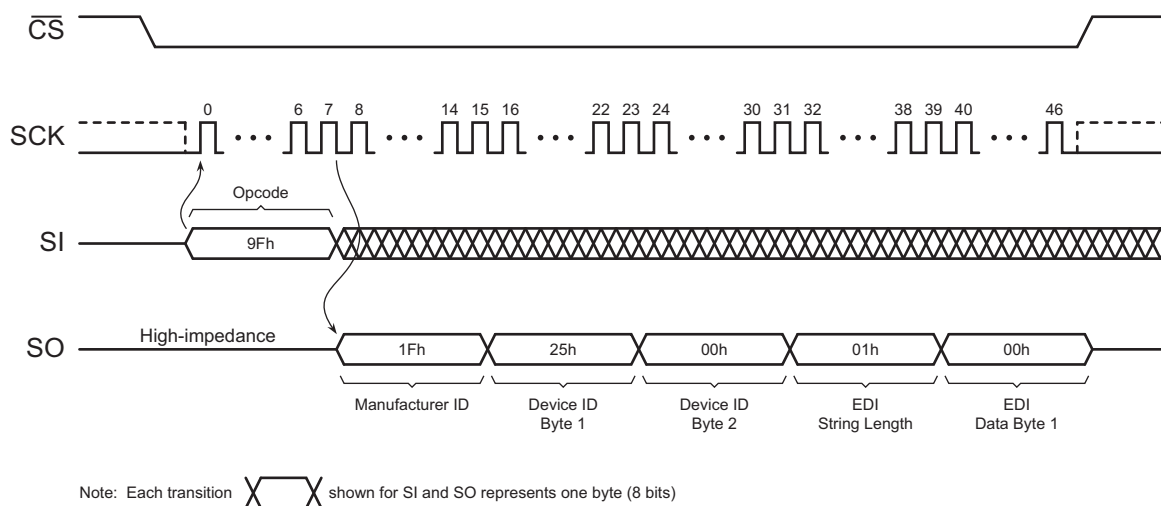 CS
SCK
0 6 7 8 14 15 16 22 23 24 30 31 32 38 39 40 46
Opcode
SI
9Fh
High-impedance
SO
1Fh 25h 00h 01h 00h
Manufacturer ID
Device ID
Byte 1
Device ID
Byte 2
EDI
String Length
EDI
Data Byte 1
Note: Each transition shown for SI and SO represents one byte (8 bits)